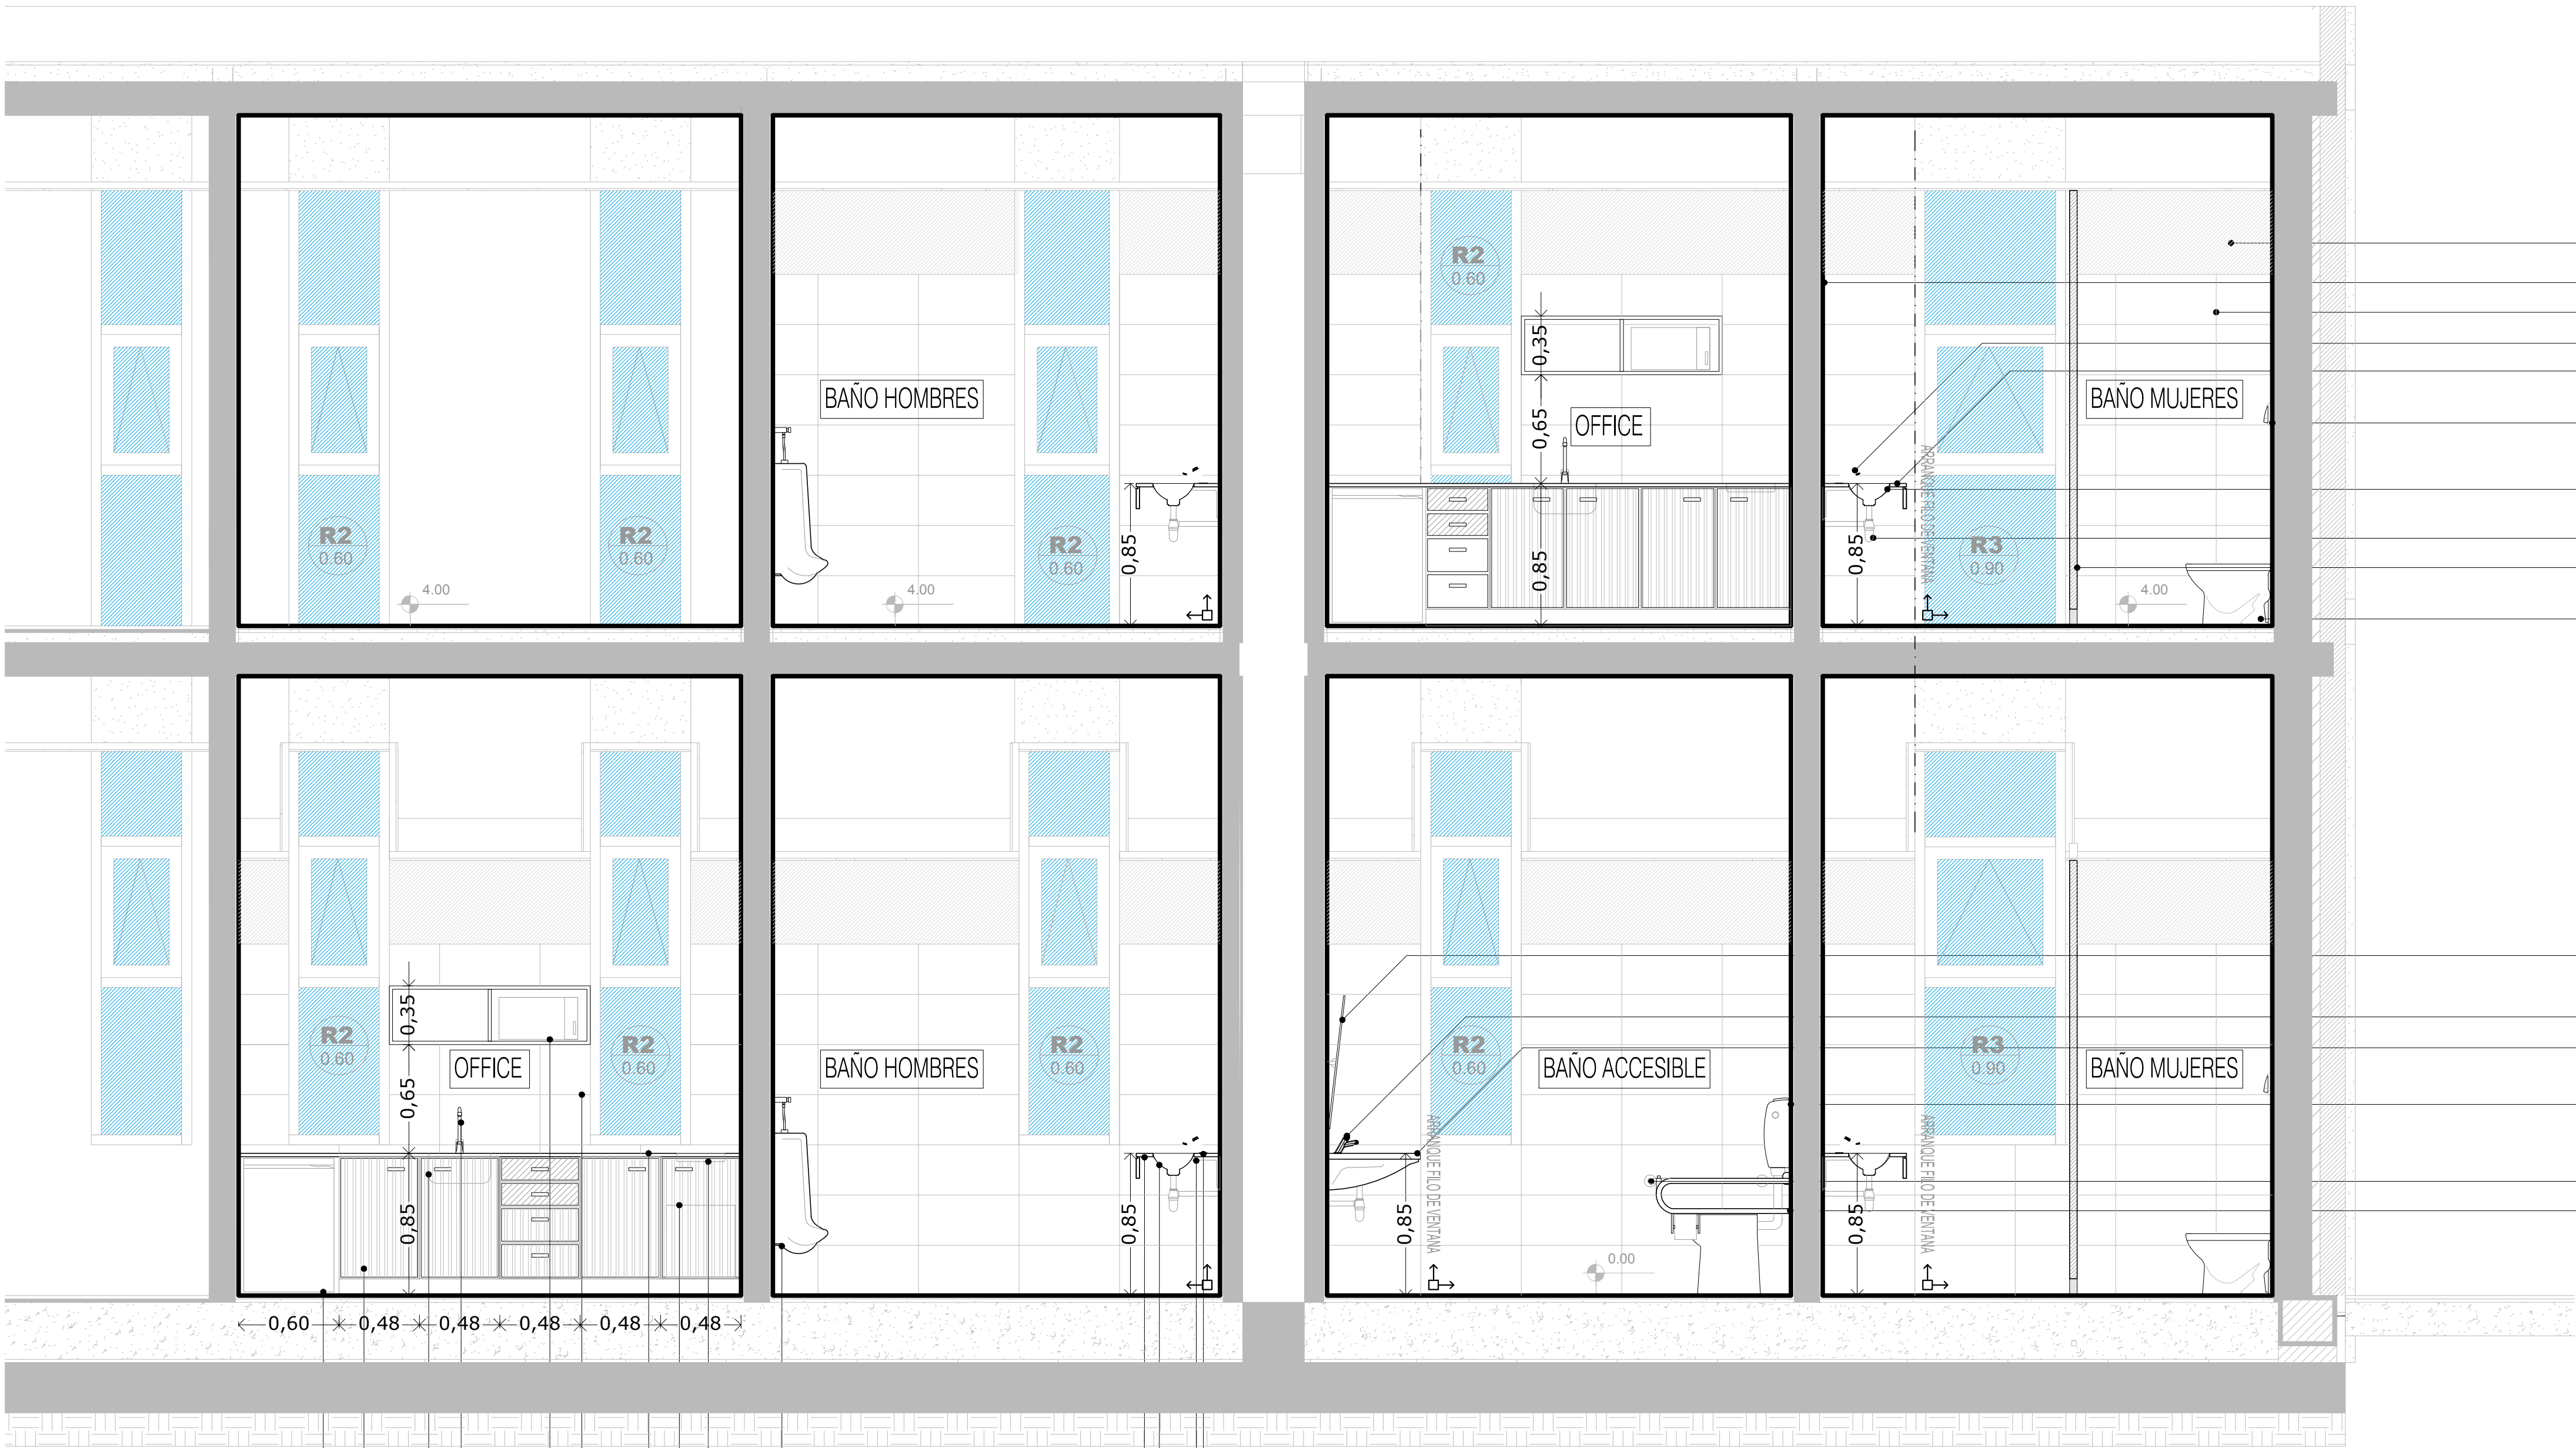 R2
0.60
0,35
BAÑO HOMBRES
BAÑO MUJERES
OFFICE
0,65
ARRANQUE FILO DE VENTANA
R2
0.60
R2
0.60
R2
0.60
0,85
0,85
0,85
R3
0.90
4.00
4.00
4.00
0,35
R2
0.60
R2
0.60
R2
0.60
R2
0.60
R3
0.90
OFFICE
BAÑO HOMBRES
BAÑO ACCESIBLE
BAÑO MUJERES
0,65
ARRANQUE FILO DE VENTANA
ARRANQUE FILO DE VENTANA
0,85
0,85
0,85
0,85
0.00
0,60
0,48
0,48
0,48
0,48
0,48